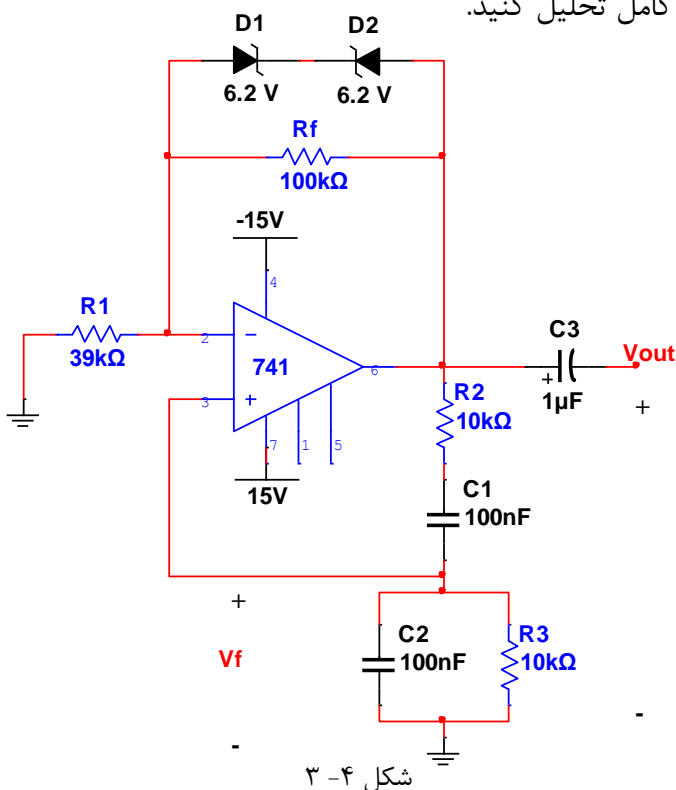 کامل تحلیل کنید.
D1 D2
6.2 V 6.2 V
Rf
100kΩ
-15V
4
R1
39kΩ
2
741
6
3
7 1 5
15V
C3
1µF
Vout
+
-
R2
10kΩ
C1
100nF
+
Vf
-
C2
100nF
R3
10kΩ
شکل ۴- ۳